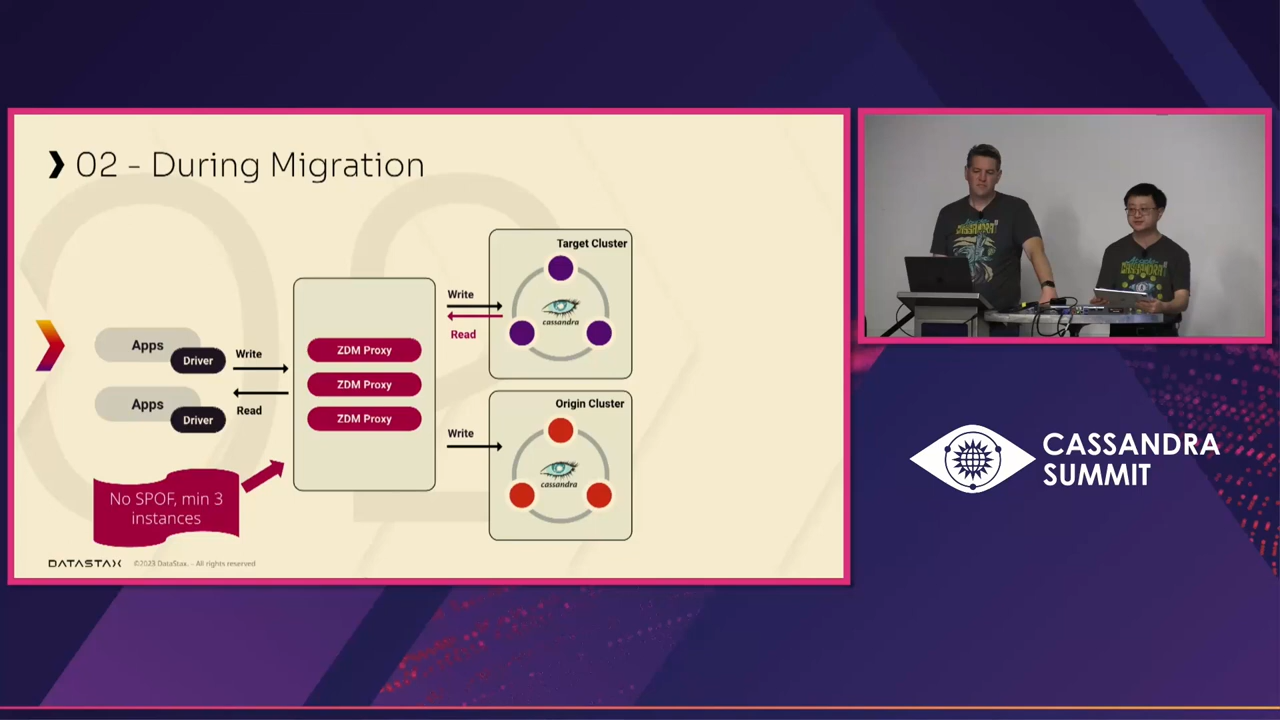 02 - During Migration
Target Cluster
Write
Read
cassandra
Apps
Driver
Write
Read
Apps
Driver
ZDM Proxy
ZDM Proxy
ZDM Proxy
Origin Cluster
Write
cassandra
No SPOF, min 3
instances
DATASTAX
©2023 DataStax. - All rights reserved
CASSANDRA
SUMMIT